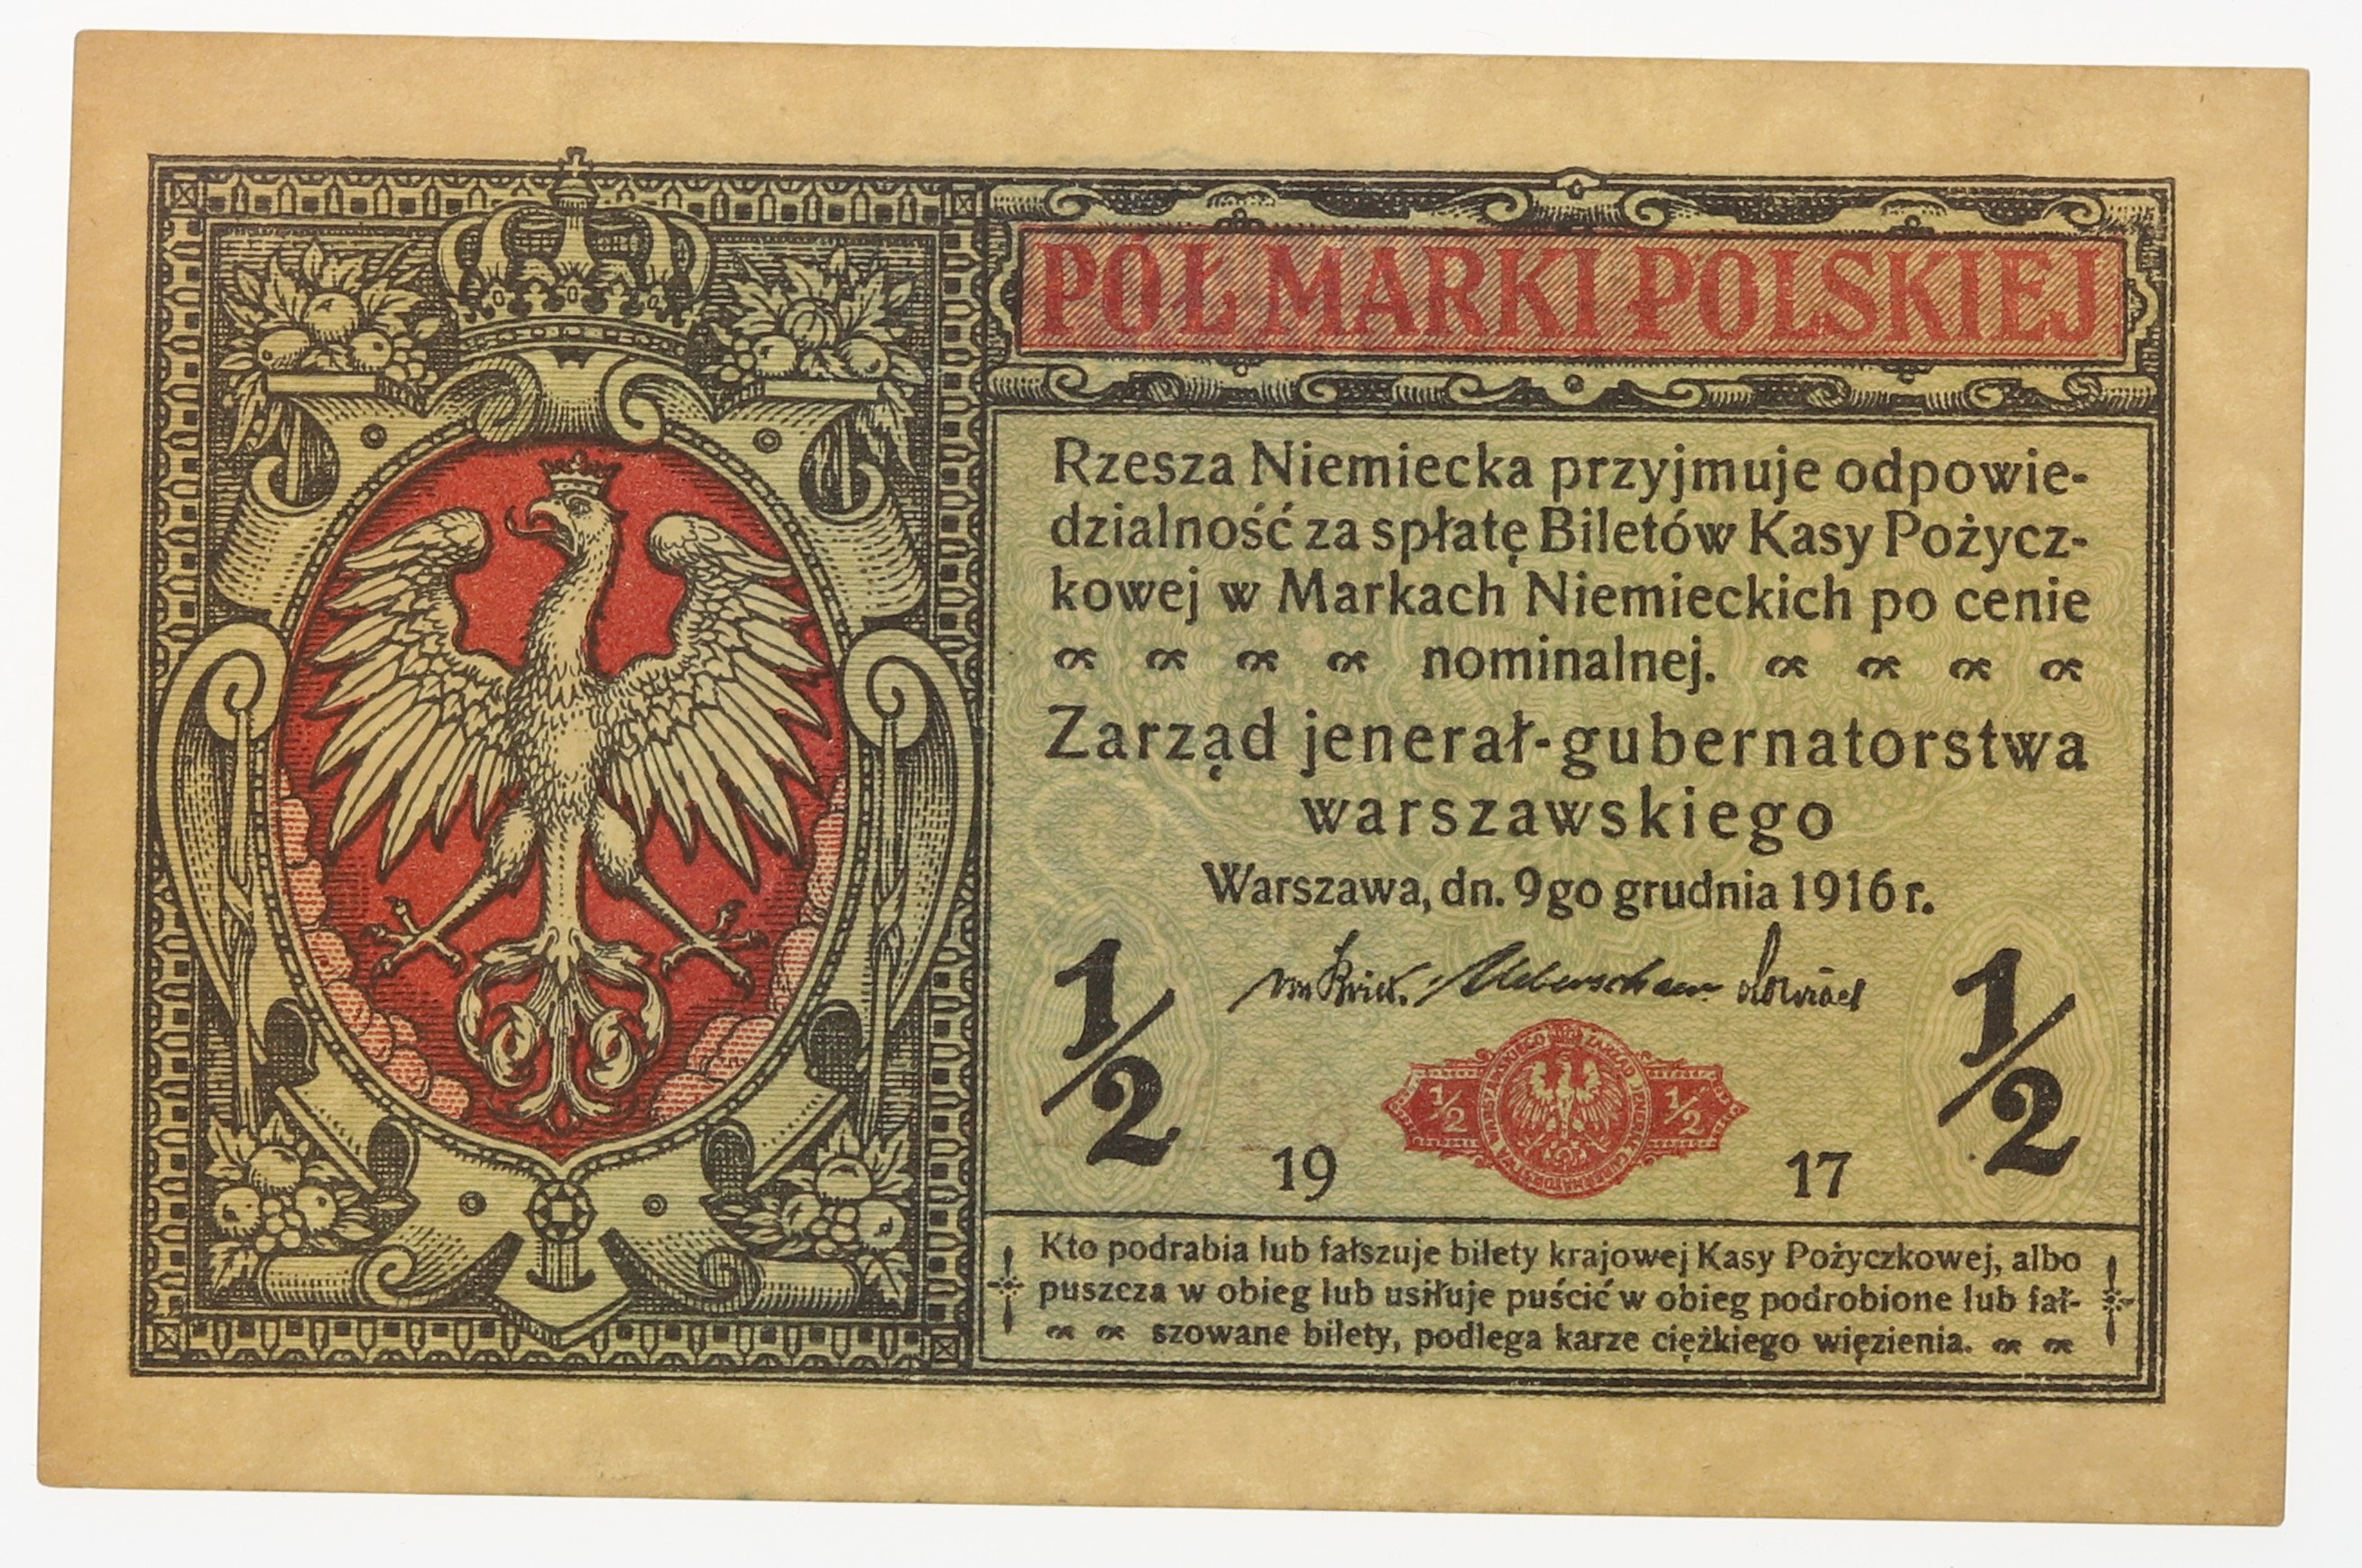 PÓŁ MARKI POLSKIEJ
Rzesza Niemiecka przyjmuje odpowie-
dzialność za spłatę Biletów Kasy Pożycz-
kowej w Markach Niemieckich po cenie
nominalnej.
Zarząd jenerał-gubernatorstwa
warszawskiego
Warszawa, dn. 9go grudnia 1916 r.
1/2 1/2
1/2 1/2
19 17
Kto podrabia lub fałszuje bilety krajowej Kasy Pożyczkowej, albo
puszcza w obieg lub usiłuje puścić w obieg podrobione lub fał-
szowane bilety, podlega karze ciężkiego więzienia.